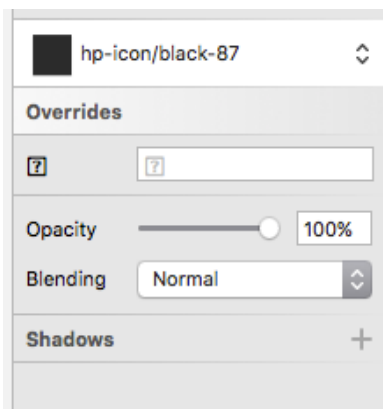 hp-icon/black-87
Overrides
Opacity 100%
Blending Normal
Shadows